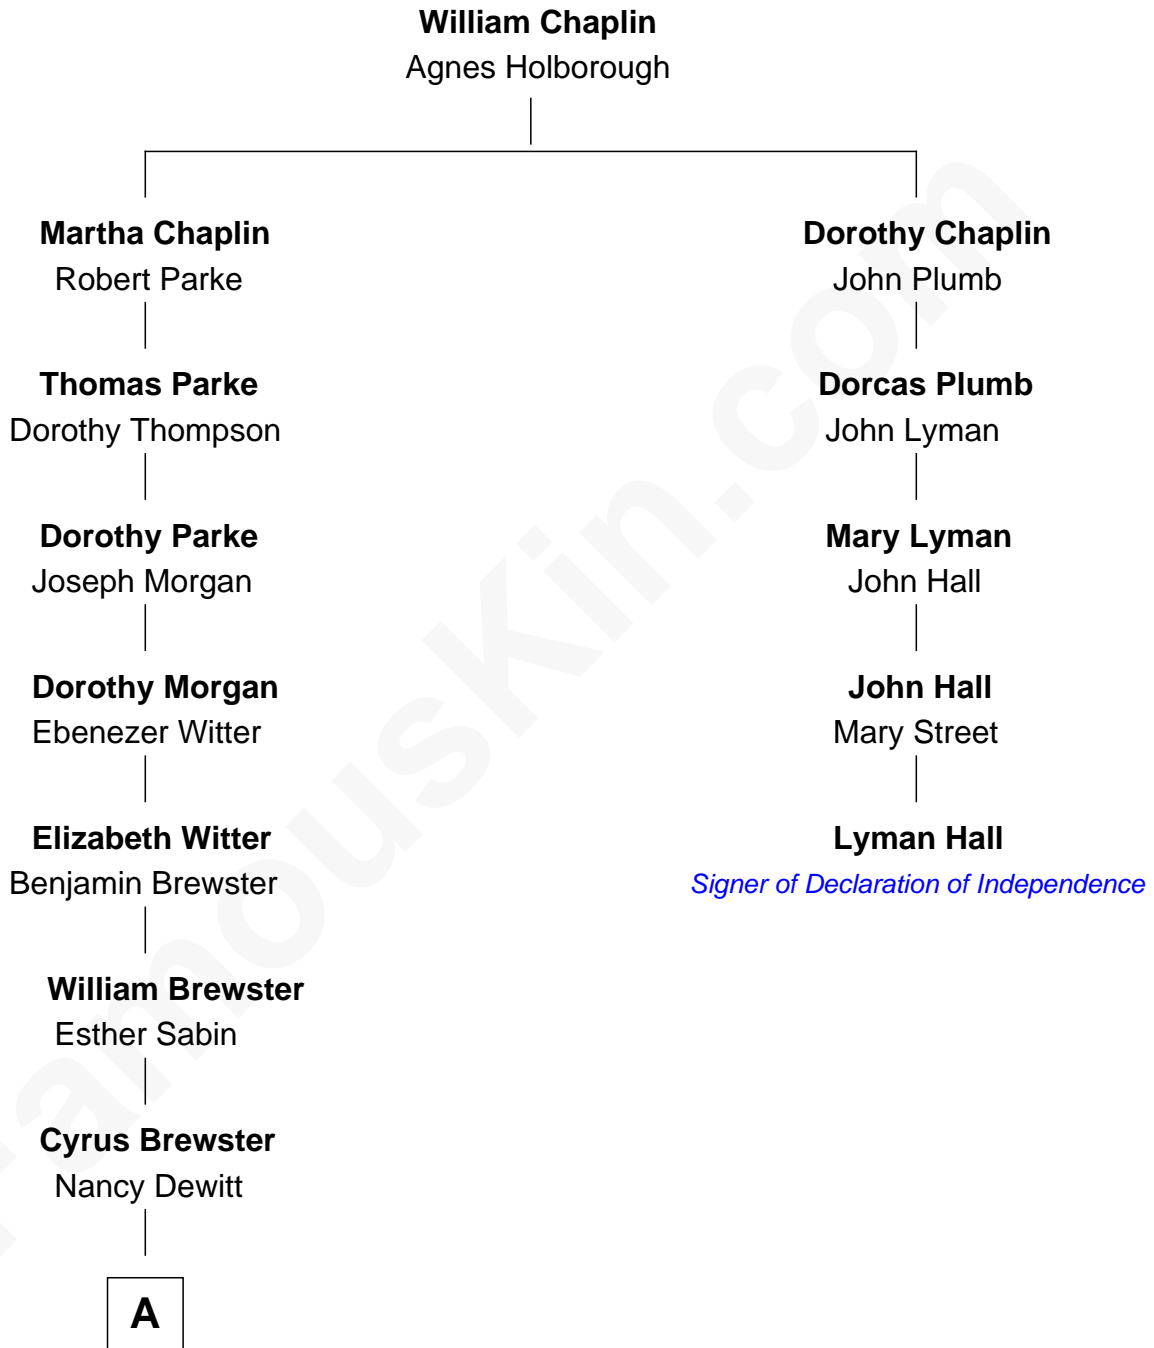 William Chaplin
Agnes Holborough
Martha Chaplin
Robert Parke
Dorothy Chaplin
John Plumb
Thomas Parke
Dorothy Thompson
Dorcas Plumb
John Lyman
Dorothy Parke
Joseph Morgan
Mary Lyman
John Hall
Dorothy Morgan
Ebenezer Witter
John Hall
Mary Street
Elizabeth Witter
Benjamin Brewster
Lyman Hall
Signer of Declaration of Independence
William Brewster
Esther Sabin
Cyrus Brewster
Nancy Dewitt
A
FamousKin.com